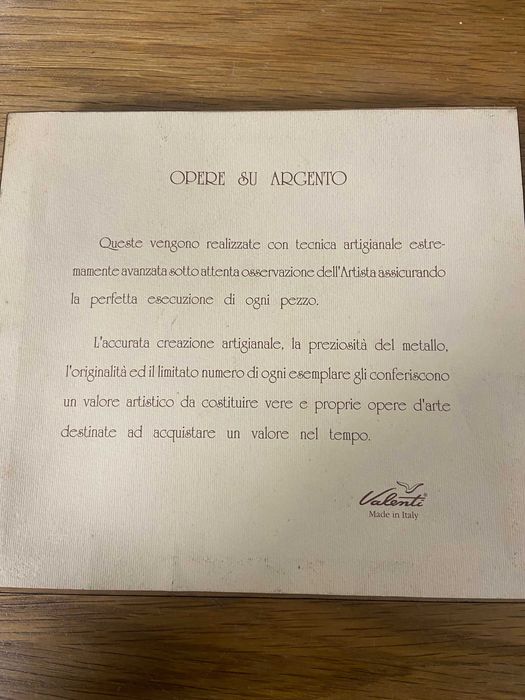 OPERE SU ARGENTO
Queste vengono realizzate con tecnica artigianale estre-
mamente avanzata sotto attenta osservazione dell'Artista assicurando
la perfetta esecuzione di ogni pezzo.
L'accurata creazione artigianale, la preziosità del metallo,
l'originalità ed il limitato numero di ogni esemplare gli conferiscono
un valore artistico da costituire vere e proprie opere d'arte
destinate ad acquistare un valore nel tempo.
Valenti®
Made in Italy